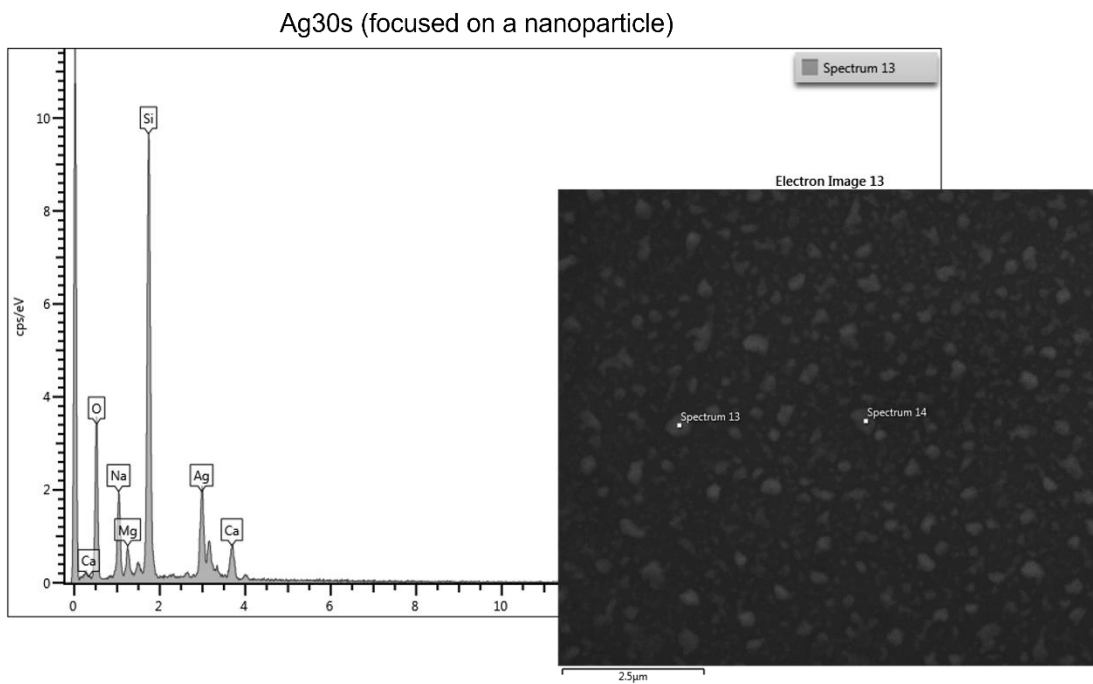 Ag30s (focused on a nanoparticle)
Spectrum 13
Electron Image 13
cps/eV
10
8
6
4
2
0
Si
O
Na
Mg
Ca
Ag
Ca
0
2
4
6
8
10
Spectrum 13
Spectrum 14
2.5µm